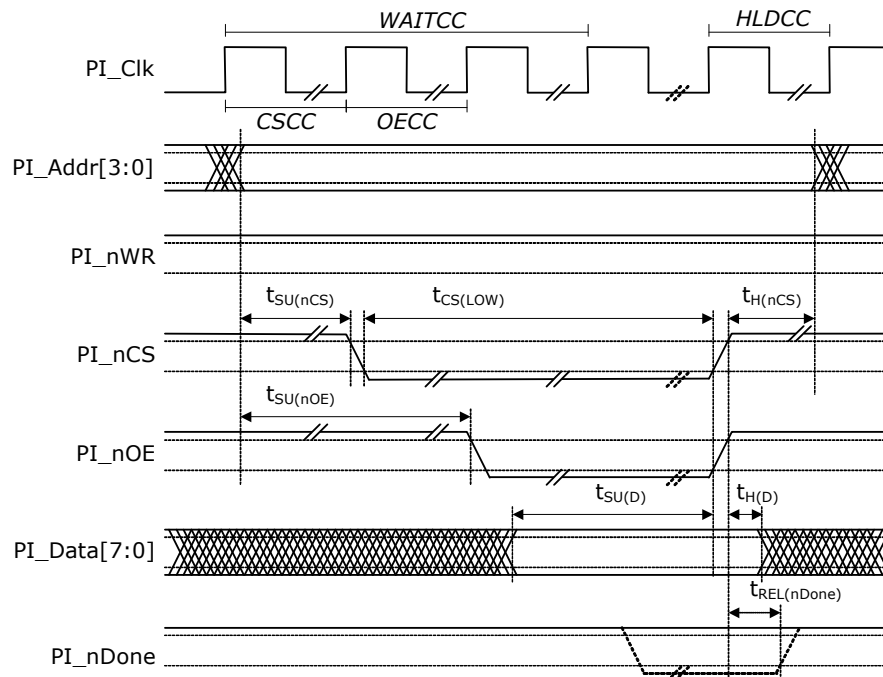 WAITCC HLDCC
PI_Clk
CSCC OECC
PI_Addr[3:0]
PI_nWR
tSU(nCS) tCS(LOW) tH(nCS)
PI_nCS
tSU(nOE)
PI_nOE
tSU(D) tH(D)
PI_Data[7:0]
tREL(nDone)
PI_nDone